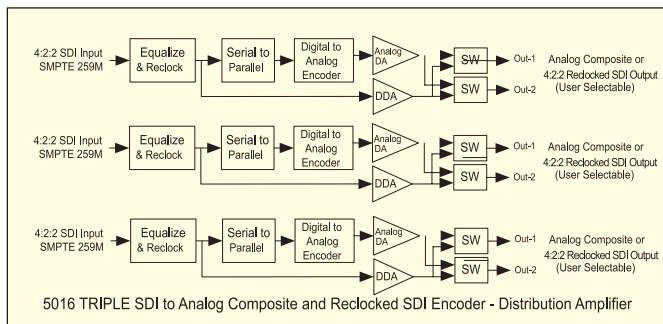 4:2:2 SDI Input
SMPTE 259M
Equalize
& Reclock
Serial to
Parallel
Digital to
Analog
Encoder
Analog
DA
DDA
SW
SW
Out-1
Out-2
Analog Composite or
4:2:2 Reclocked SDI Output
(User Selectable)
4:2:2 SDI Input
SMPTE 259M
Equalize
& Reclock
Serial to
Parallel
Digital to
Analog
Encoder
Analog
DA
DDA
SW
SW
Out-1
Out-2
Analog Composite or
4:2:2 Reclocked SDI Output
(User Selectable)
4:2:2 SDI Input
SMPTE 259M
Equalize
& Reclock
Serial to
Parallel
Digital to
Analog
Encoder
Analog
DA
DDA
SW
SW
Out-1
Out-2
Analog Composite or
4:2:2 Reclocked SDI Output
(User Selectable)
5016 TRIPLE SDI to Analog Composite and Reclocked SDI Encoder - Distribution Amplifier